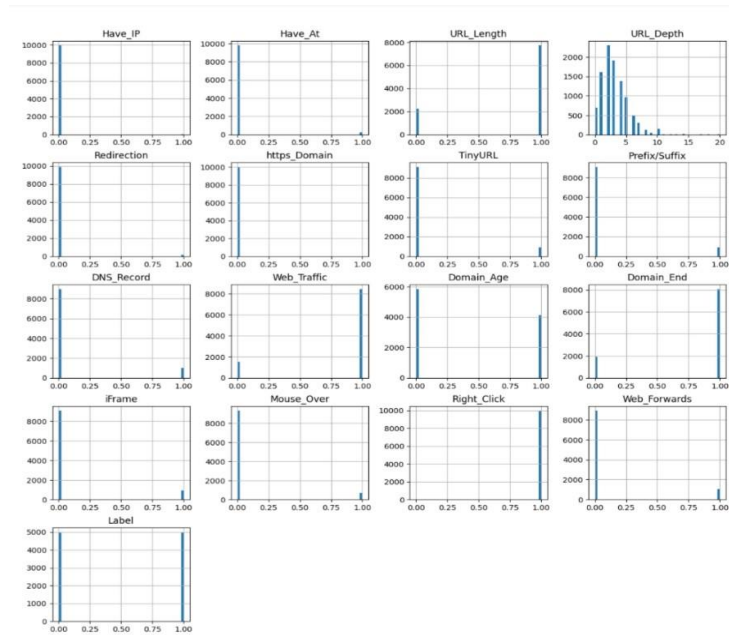 Have_IP Have_At URL_Length URL_Depth
10000 10000 8000
8000 8000 6000 2000
6000 6000 4000 1500
4000 4000 1000
2000 2000 2000 500
0 0 0 0
0.00 0.25 0.50 0.75 1.00 0.00 0.25 0.50 0.75 1.00 0.00 0.25 0.50 0.75 1.00 0 5 10 15 20
Redirection https_Domain TinyURL Prefix/Suffix
10000 10000
8000 8000 8000 8000
6000 6000 6000 6000
4000 4000 4000 4000
2000 2000 2000 2000
0 0 0 0
0.00 0.25 0.50 0.75 1.00 0.00 0.25 0.50 0.75 1.00 0.00 0.25 0.50 0.75 1.00 0.00 0.25 0.50 0.75 1.00
DNS_Record Web_Traffic Domain_Age Domain_End
8000 8000 6000 8000
6000 6000 4000 6000
4000 4000 4000
2000 2000 2000 2000
0 0 0 0
0.00 0.25 0.50 0.75 1.00 0.00 0.25 0.50 0.75 1.00 0.00 0.25 0.50 0.75 1.00 0.00 0.25 0.50 0.75 1.00
iFrame Mouse_Over Right_Click Web_Forwards
10000
8000 8000 8000 8000
6000 6000 6000 6000
4000 4000 4000 4000
2000 2000 2000 2000
0 0 0 0
0.00 0.25 0.50 0.75 1.00 0.00 0.25 0.50 0.75 1.00 0.00 0.25 0.50 0.75 1.00 0.00 0.25 0.50 0.75 1.00
Label
5000
4000
3000
2000
1000
0
0.00 0.25 0.50 0.75 1.00